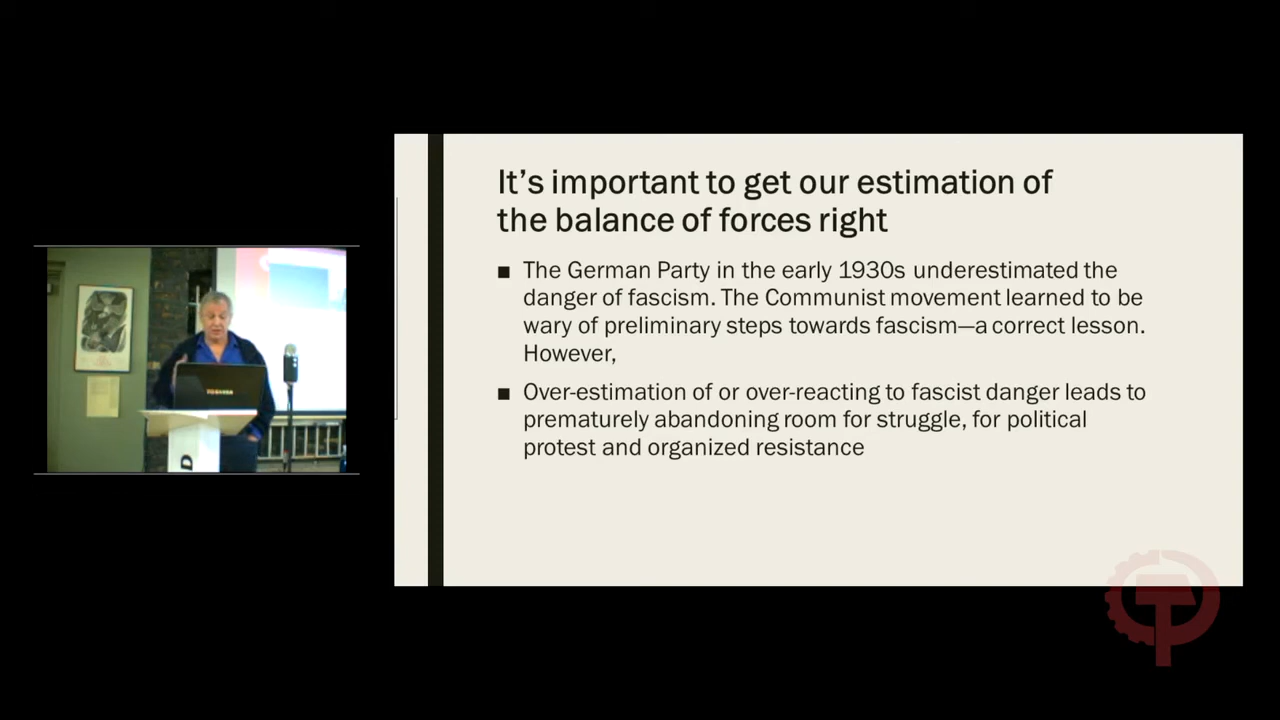 It’s important to get our estimation of
the balance of forces right
■ The German Party in the early 1930s underestimated the
danger of fascism. The Communist movement learned to be
wary of preliminary steps towards fascism—a correct lesson.
However,
■ Over-estimation of or over-reacting to fascist danger leads to
prematurely abandoning room for struggle, for political
protest and organized resistance
TOSHIBA
D